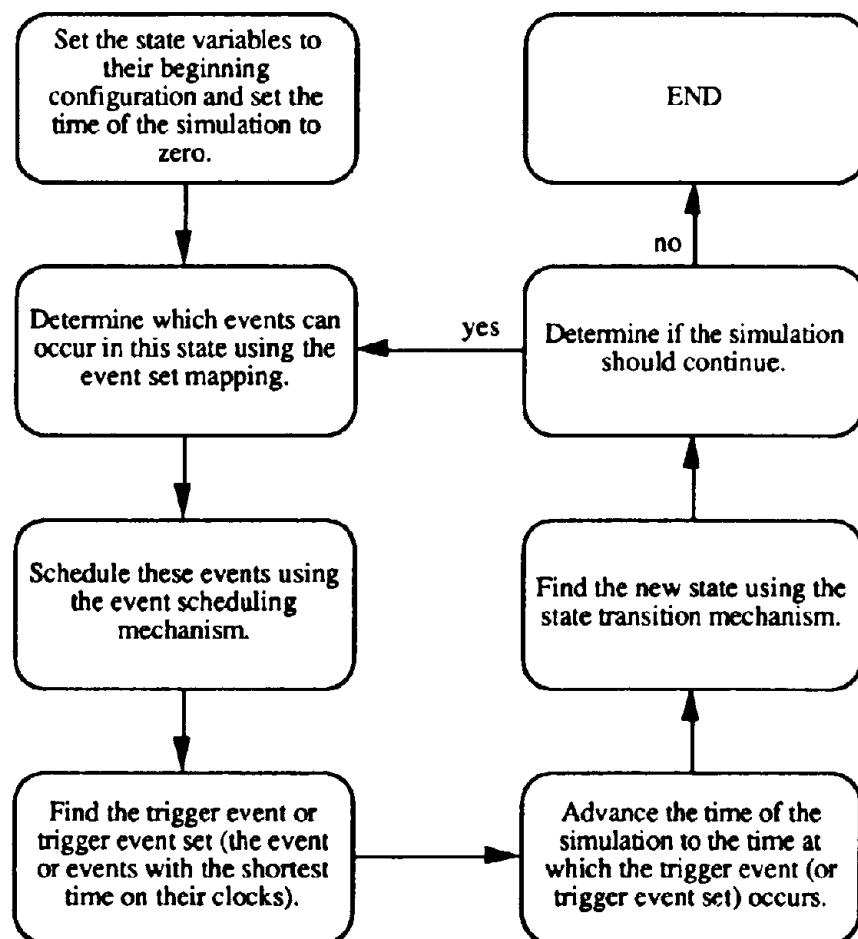 Set the state variables to
their beginning
configuration and set the
time of the simulation to
zero.
END
no
Determine which events can
occur in this state using the
event set mapping.
yes
Determine if the simulation
should continue.
Schedule these events using
the event scheduling
mechanism.
Find the new state using the
state transition mechanism.
Find the trigger event or
trigger event set (the event
or events with the shortest
time on their clocks).
Advance the time of the
simulation to the time at
which the trigger event (or
trigger event set) occurs.